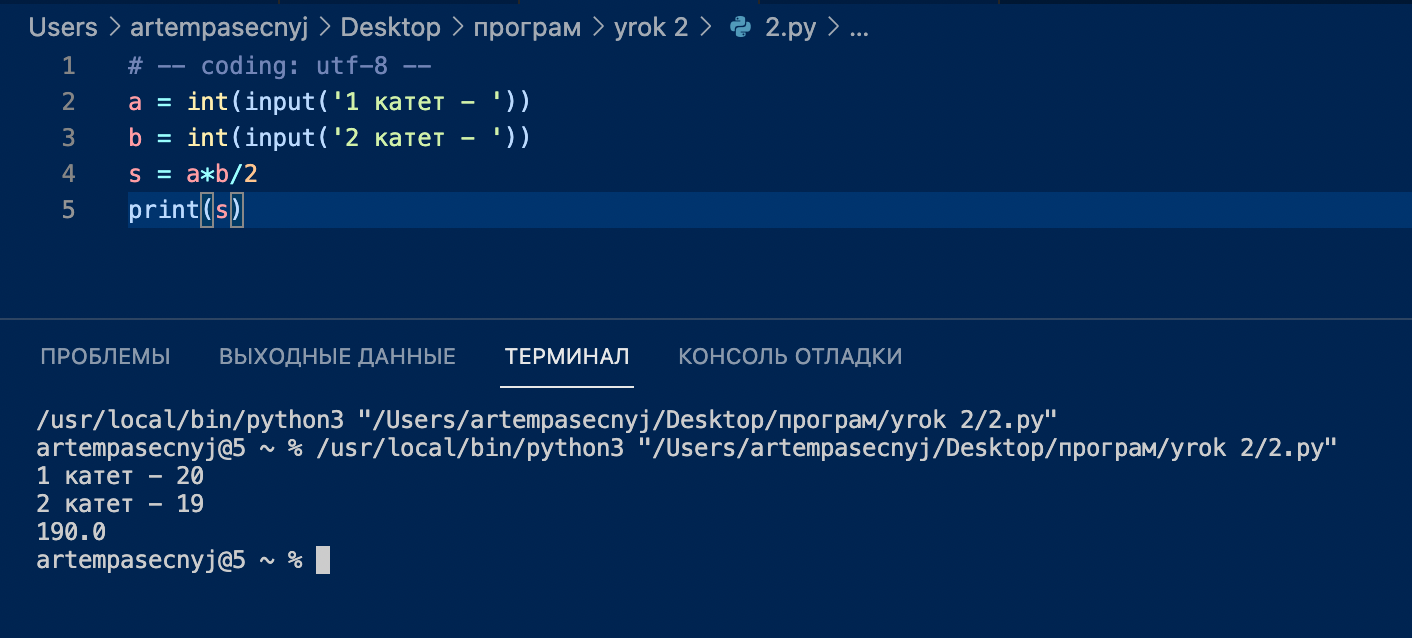 Users > artempasecnyj > Desktop > програм > yrok 2 > 2.py > ...
1 # -- coding: utf-8 --
2 a = int(input('1 катет - '))
3 b = int(input('2 катет - '))
4 s = a*b/2
5 print(s)
ПРОБЛЕМЫ ВЫХОДНЫЕ ДАННЫЕ ТЕРМИНАЛ КОНСОЛЬ ОТЛАДКИ
/usr/local/bin/python3 "/Users/artempasecnyj/Desktop/програм/yrok 2/2.py"
artempasecnyj@5 ~ % /usr/local/bin/python3 "/Users/artempasecnyj/Desktop/програм/yrok 2/2.py"
1 катет - 20
2 катет - 19
190.0
artempasecnyj@5 ~ %